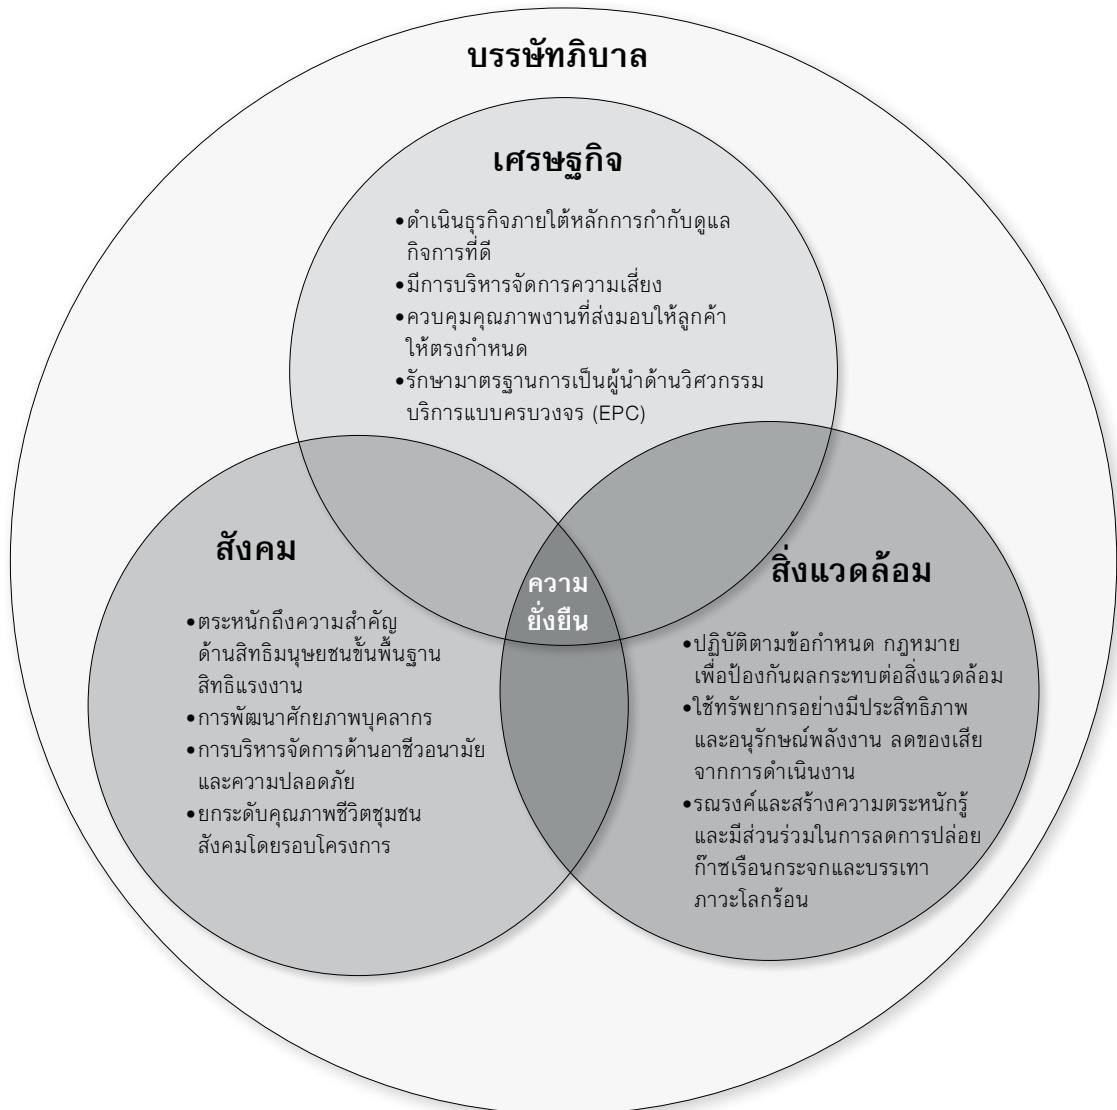 บรรษัทภิบาล
เศรษฐกิจ
•ดำเนินธุรกิจภายใต้หลักการกำกับดูแล
กิจการที่ดี
•มีการบริหารจัดการความเสี่ยง
•ควบคุมคุณภาพงานที่ส่งมอบให้ลูกค้า
ให้ตรงกำหนด
•รักษามาตรฐานการเป็นผู้นำด้านวิศวกรรม
บริการแบบครบวงจร (EPC)
สังคม
•ตระหนักถึงความสำคัญ
ด้านสิทธิมนุษยชนขั้นพื้นฐาน
สิทธิแรงงาน
•การพัฒนาศักยภาพบุคลากร
•การบริหารจัดการด้านอาชีวอนามัย
และความปลอดภัย
•ยกระดับคุณภาพชีวิตชุมชน
สังคมโดยรอบโครงการ
ความ
ยั่งยืน
สิ่งแวดล้อม
•ปฏิบัติตามข้อกำหนด กฎหมาย
เพื่อป้องกันผลกระทบต่อสิ่งแวดล้อม
•ใช้ทรัพยากรอย่างมีประสิทธิภาพ
และอนุรักษ์พลังงาน ลดของเสีย
จากการดำเนินงาน
•รณรงค์และสร้างความตระหนักรู้
และมีส่วนร่วมในการลดการปล่อย
ก๊าซเรือนกระจกและบรรเทา
ภาวะโลกร้อน